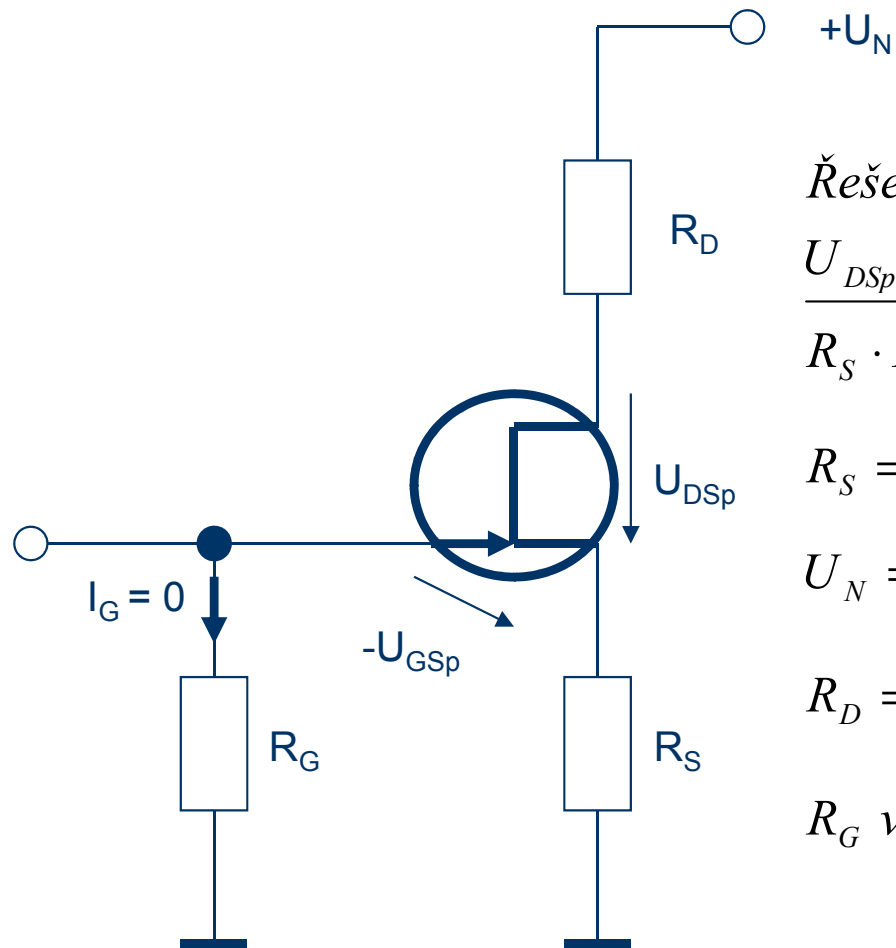 +U_N
R_D
U_DSp
I_G = 0
-U_GSp
R_G
R_S
Řeše
U_DSp
R_S ·
R_S =
U_N =
R_D =
R_G v